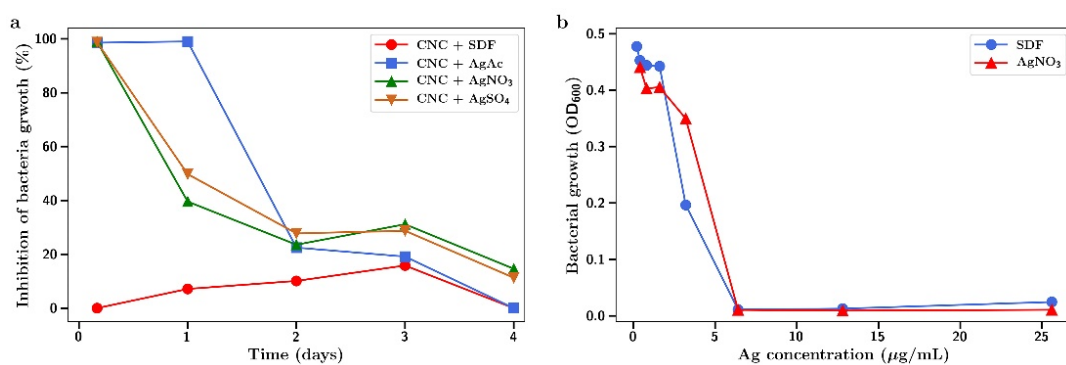 a
Inhibition of bacteria grwoth (%)
100
80
60
40
20
0
0
1
2
3
4
Time (days)
CNC + SDF
CNC + AgAc
CNC + AgNO₃
CNC + AgSO₄
b
Bacterial growth (OD₆₀₀)
0.5
0.4
0.3
0.2
0.1
0.0
0
5
10
15
20
25
Ag concentration (μg/mL)
SDF
AgNO₃